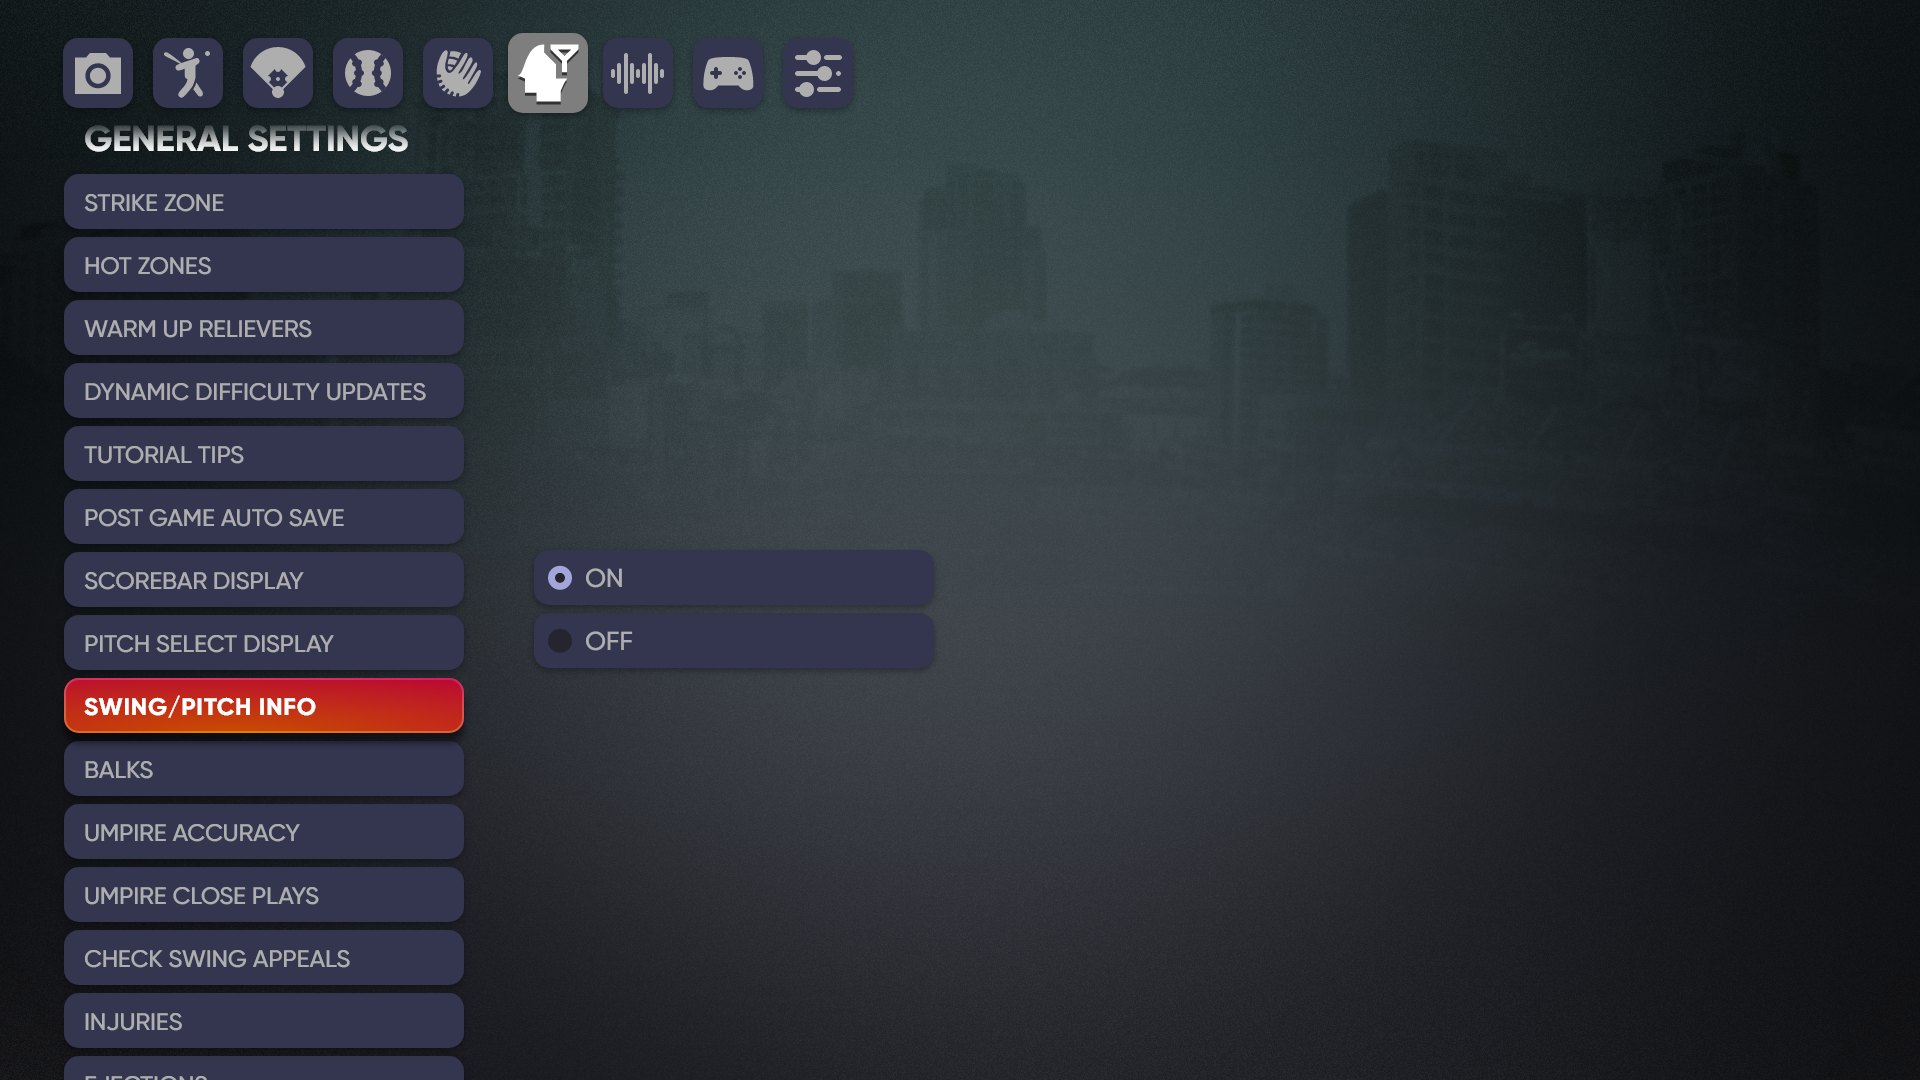 GENERAL SETTINGS
STRIKE ZONE
HOT ZONES
WARM UP RELIEVERS
DYNAMIC DIFFICULTY UPDATES
TUTORIAL TIPS
POST GAME AUTO SAVE
SCOREBAR DISPLAY
ON
PITCH SELECT DISPLAY
OFF
SWING/PITCH INFO
BALKS
UMPIRE ACCURACY
UMPIRE CLOSE PLAYS
CHECK SWING APPEALS
INJURIES
EJECTIONS